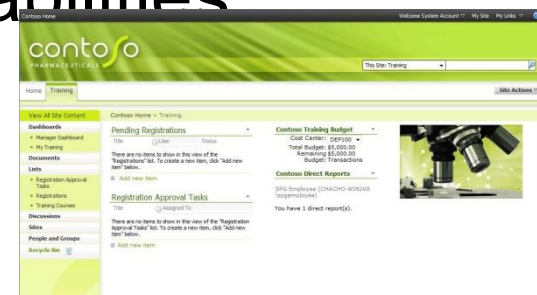 Contoso Home
Welcome System Account
My Site
My Links
contoso
PHARMACEUTICALS
This Site: Training
Home
Training
Site Actions
View All Site Content
Dashboards
Manager Dashboard
My Training
Documents
Lists
Registration Approval
Tasks
Registrations
Training Courses
Discussions
Sites
People and Groups
Recycle Bin
Contoso Home > Training
Pending Registrations
Title
User
Status
There are no items to show in this view of the
"Registrations" list. To create a new item, click "Add new
item" below.
Add new item
Registration Approval Tasks
Title
Assigned To
There are no items to show in this view of the "Registration
Approval Tasks" list. To create a new item, click "Add new
item" below.
Add new item
Contoso Training Budget
Cost Center: DEP100
Total Budget: $5,000.00
Remaining $5,000.00
Budget: Transactions
Contoso Direct Reports
SPG Employee (CHACHO-WIN2K8
\spgemployee)
You have 1 direct report(s).